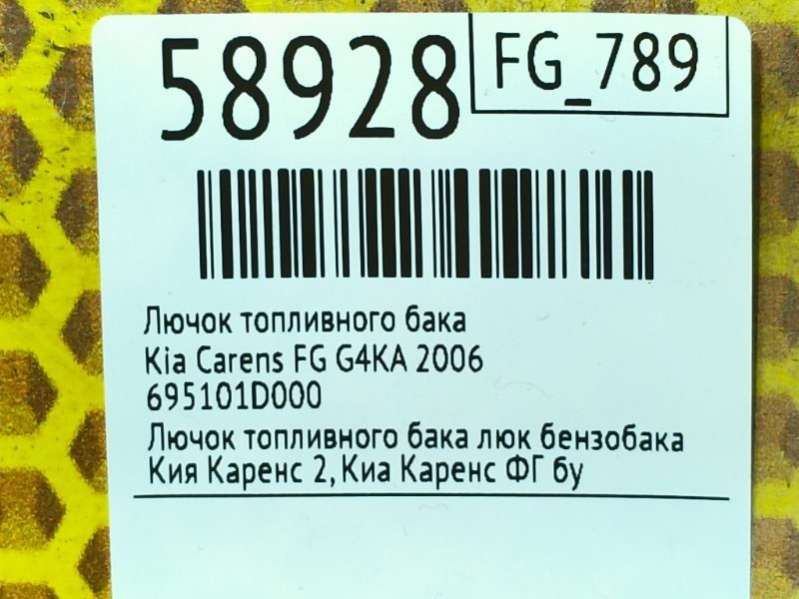 58928
FG_789
Лючок топливного бака
Kia Carens FG G4KA 2006
695101D000
Лючок топливного бака люк бензобака
Кия Каренс 2, Киа Каренс ФГ бу